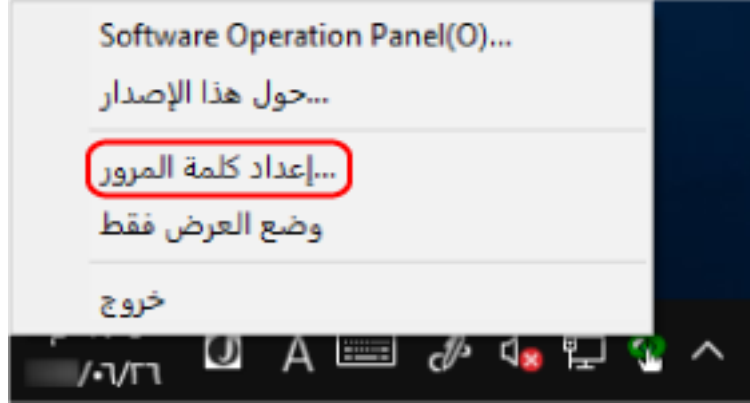 Software Operation Panel(O)...
حول هذا الإصدار...
إعداد كلمة المرور...
وضع العرض فقط
خروج
A
/٠٦/٢٦